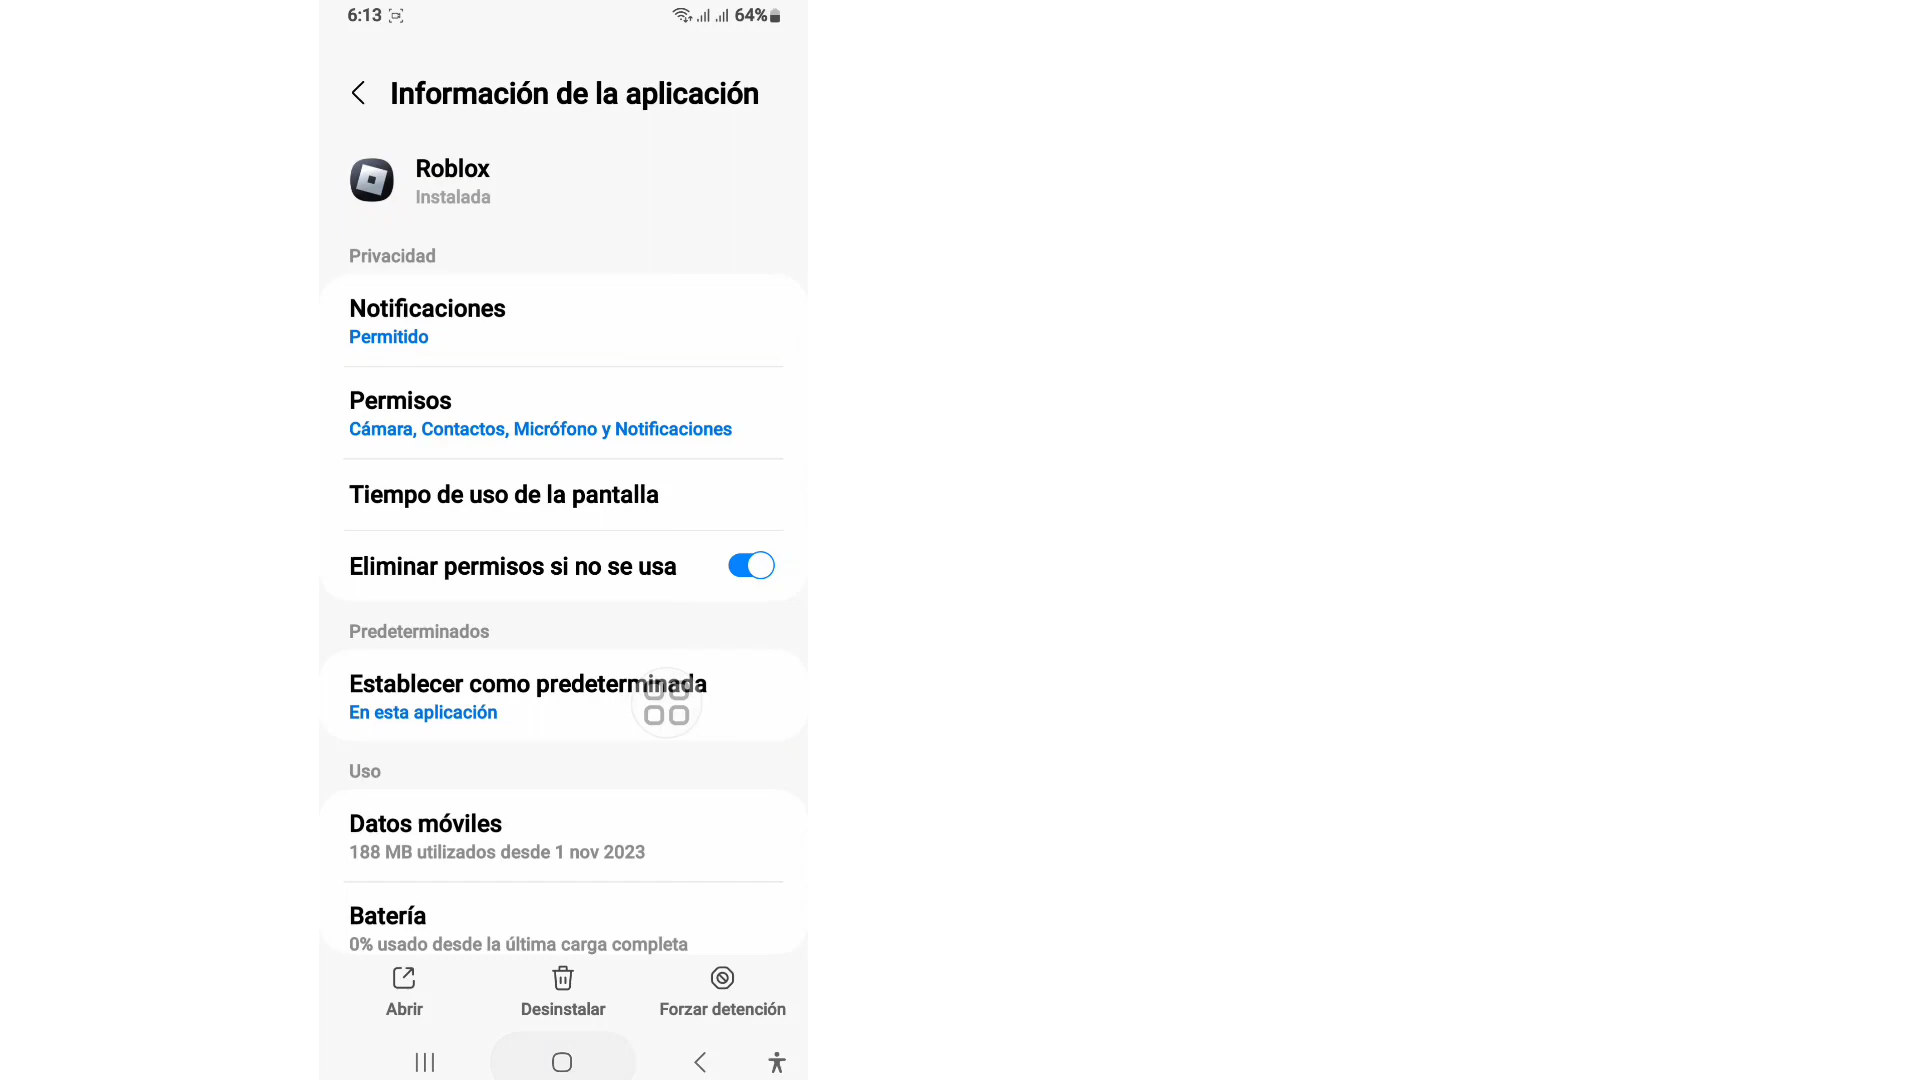 6:13 64%
Información de la aplicación
Roblox
Instalada
Privacidad
Notificaciones
Permitido
Permisos
Cámara, Contactos, Micrófono y Notificaciones
Tiempo de uso de la pantalla
Eliminar permisos si no se usa
Predeterminados
Establecer como predeterminada
En esta aplicación
Uso
Datos móviles
188 MB utilizados desde 1 nov 2023
Batería
0% usado desde la última carga completa
Abrir Desinstalar Forzar detención